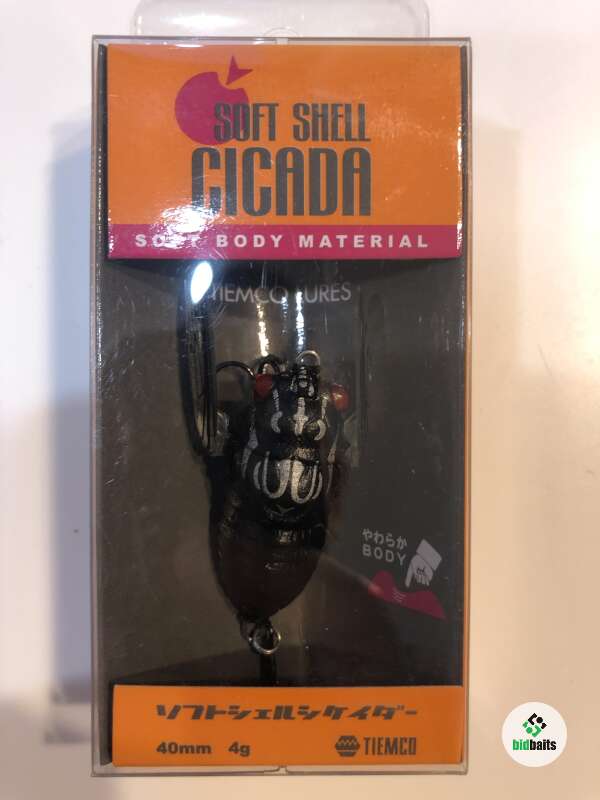 SOFT SHELL
CICADA
SOFT BODY MATERIAL
TIEMCO LURES
やわらか
BODY
ソフトシェルシケイダー
40mm 4g
TIEMCO
bidbaits